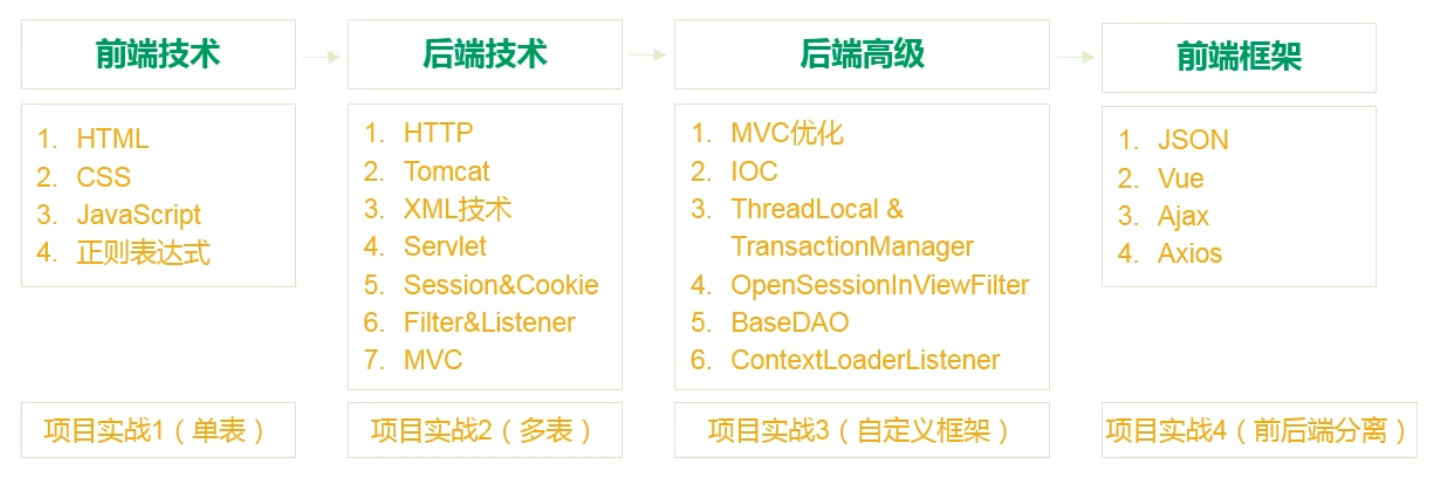 前端技术
1. HTML
2. CSS
3. JavaScript
4. 正则表达式
项目实战1（单表）
后端技术
1. HTTP
2. Tomcat
3. XML技术
4. Servlet
5. Session&Cookie
6. Filter&Listener
7. MVC
项目实战2（多表）
后端高级
1. MVC优化
2. IOC
3. ThreadLocal &
TransactionManager
4. OpenSessionInViewFilter
5. BaseDAO
6. ContextLoaderListener
项目实战3（自定义框架）
前端框架
1. JSON
2. Vue
3. Ajax
4. Axios
项目实战4（前后端分离）